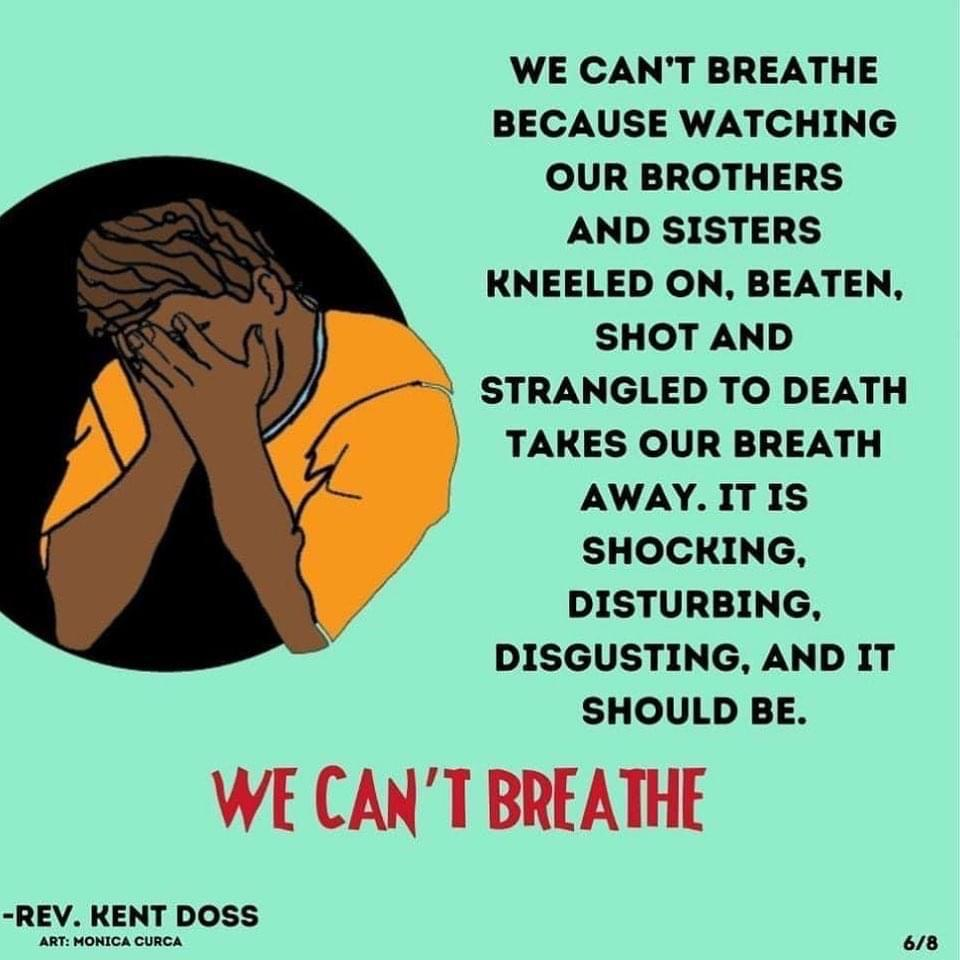 WE CAN'T BREATHE
BECAUSE WATCHING
OUR BROTHERS
AND SISTERS
KNEELED ON, BEATEN,
SHOT AND
STRANGLED TO DEATH
TAKES OUR BREATH
AWAY. IT IS
SHOCKING,
DISTURBING,
DISGUSTING, AND IT
SHOULD BE.
WE CAN'T BREATHE
-REV. KENT DOSS
ART: MONICA CURCA
6/8